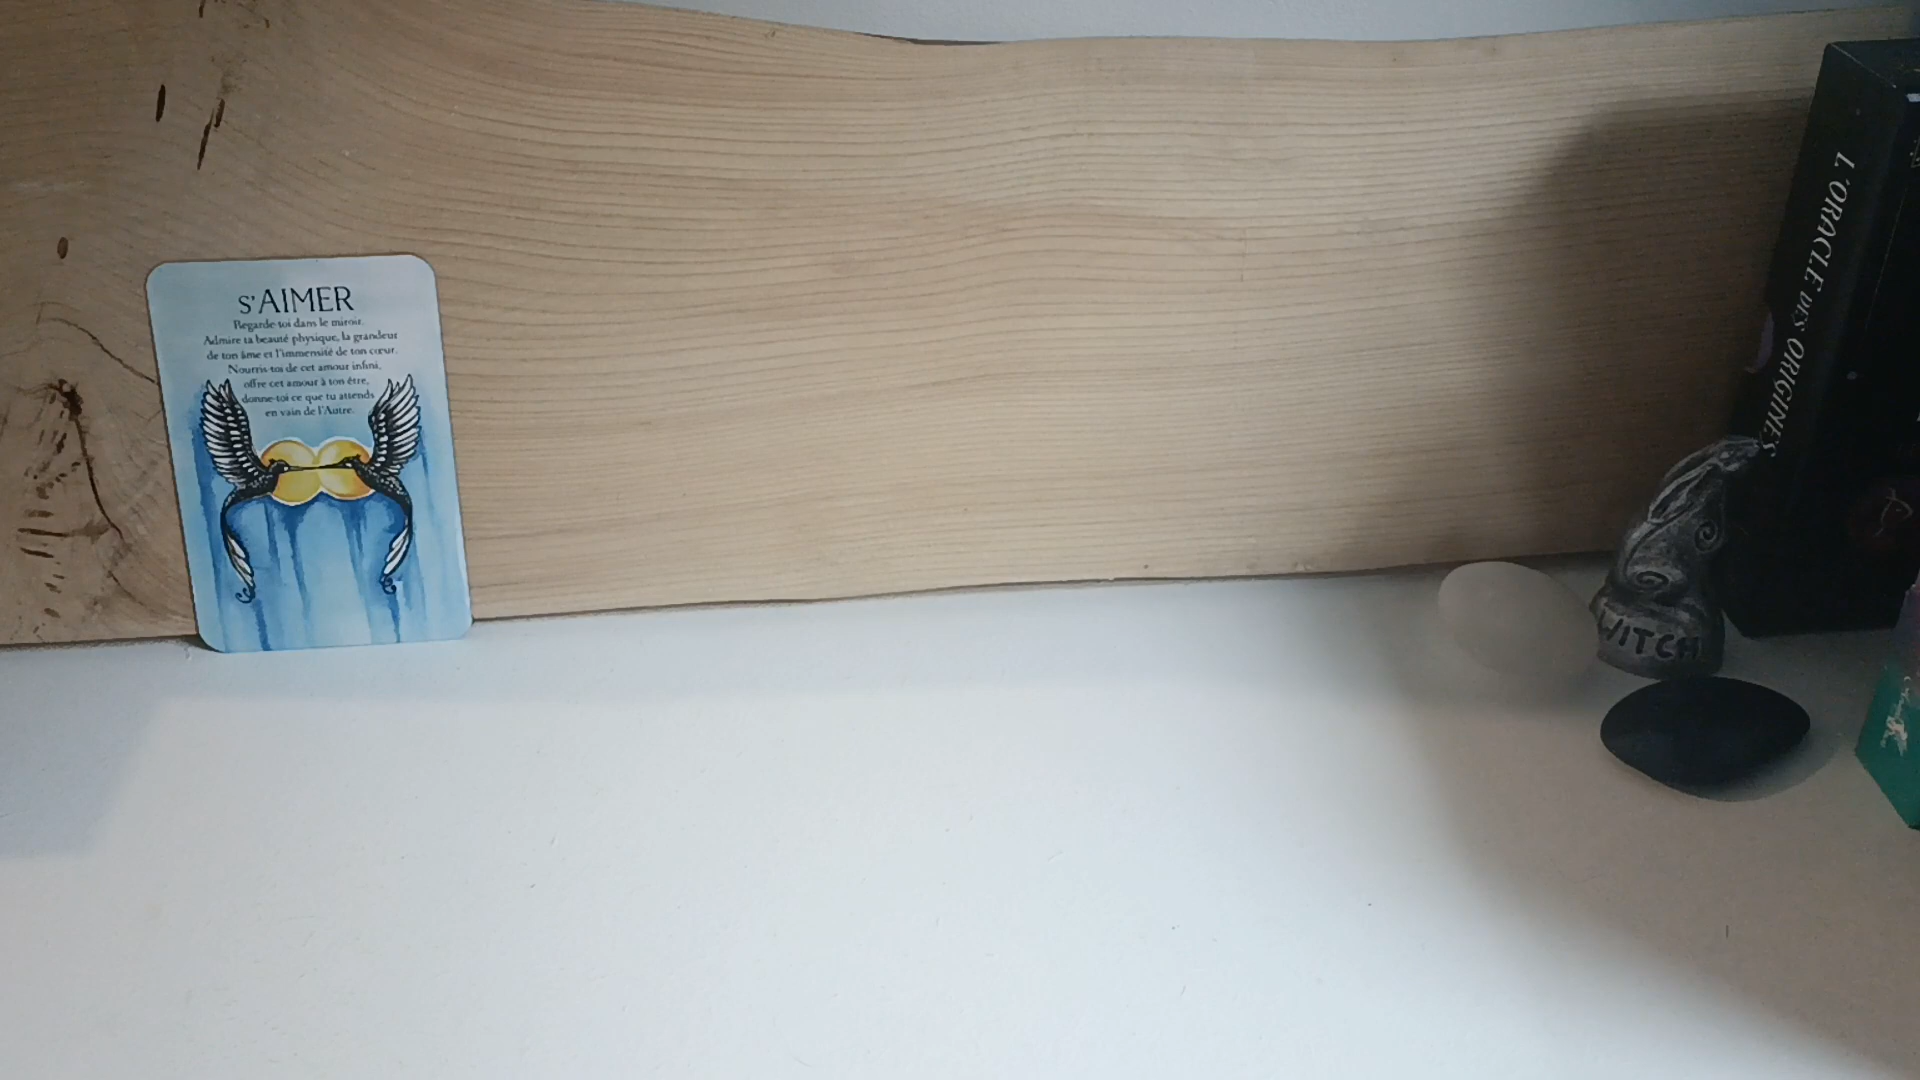 S'AIMER
Regarde-toi dans le miroir.
Admire ta beauté physique, la grandeur
de ton âme et l'immensité de ton cœur.
Nourris-toi de cet amour infini,
offre cet amour à ton être,
donne-toi ce que tu attends
en vain de l'Autre.
L'ORACLE DES ORIGINES
WITCH